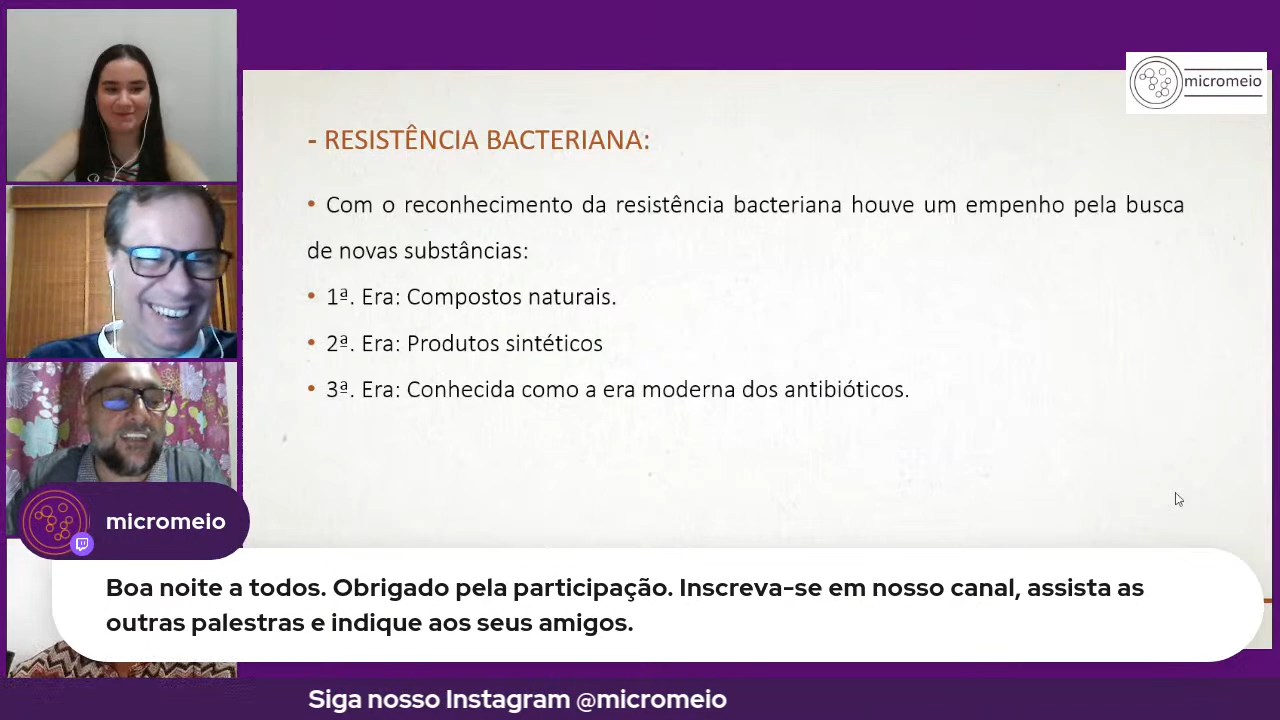 micromeio
- RESISTÊNCIA BACTERIANA:
• Com o reconhecimento da resistência bacteriana houve um empenho pela busca
de novas substâncias:
• 1ª. Era: Compostos naturais.
• 2ª. Era: Produtos sintéticos
• 3ª. Era: Conhecida como a era moderna dos antibióticos.
micromeio
Boa noite a todos. Obrigado pela participação. Inscreva-se em nosso canal, assista as
outras palestras e indique aos seus amigos.
Siga nosso Instagram @micromeio